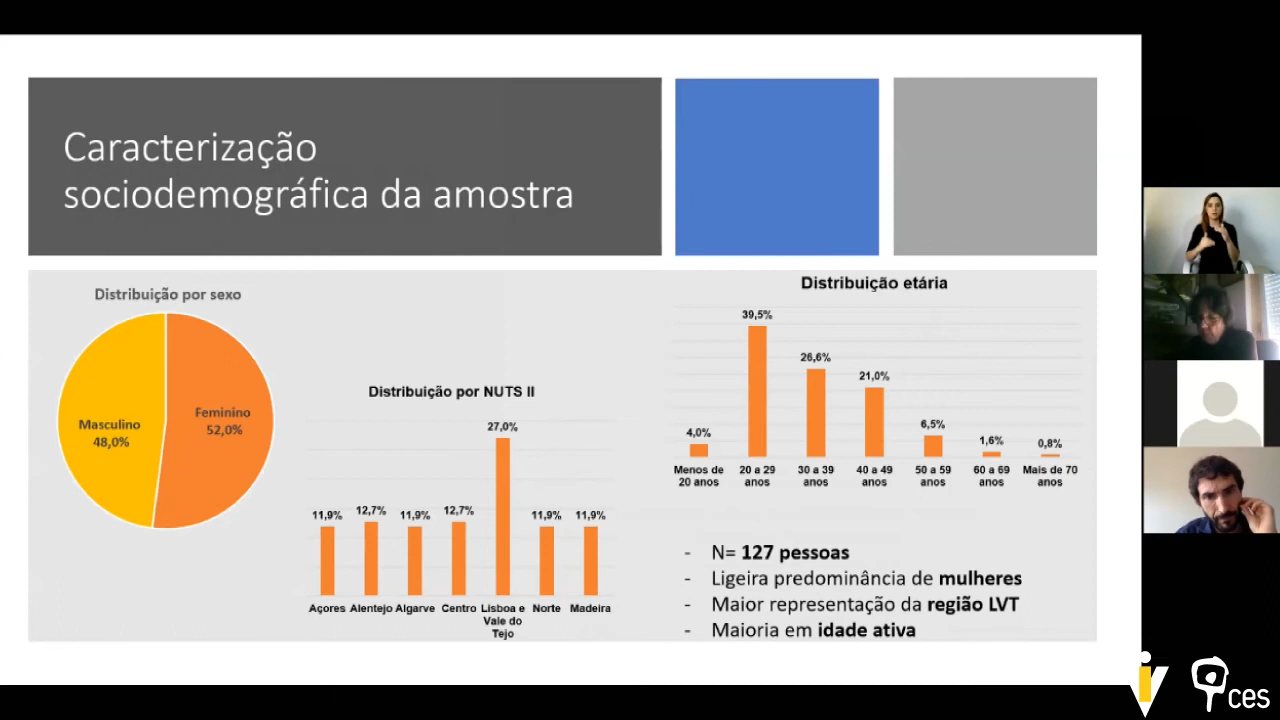 Caracterização
sociodemográfica da amostra
Distribuição por sexo
Masculino
48,0%
Feminino
52,0%
Distribuição por NUTS II
11,9%
12,7%
11,9%
12,7%
27,0%
11,9%
11,9%
Açores
Alentejo
Algarve
Centro
Lisboa e
Vale do
Tejo
Norte
Madeira
Distribuição etária
4,0%
39,5%
26,6%
21,0%
6,5%
1,6%
0,8%
Menos de
20 anos
20 a 29
anos
30 a 39
anos
40 a 49
anos
50 a 59
anos
60 a 69
anos
Mais de 70
anos
- N= 127 pessoas
- Ligeira predominância de mulheres
- Maior representação da região LVT
- Maioria em idade ativa
iV
ces